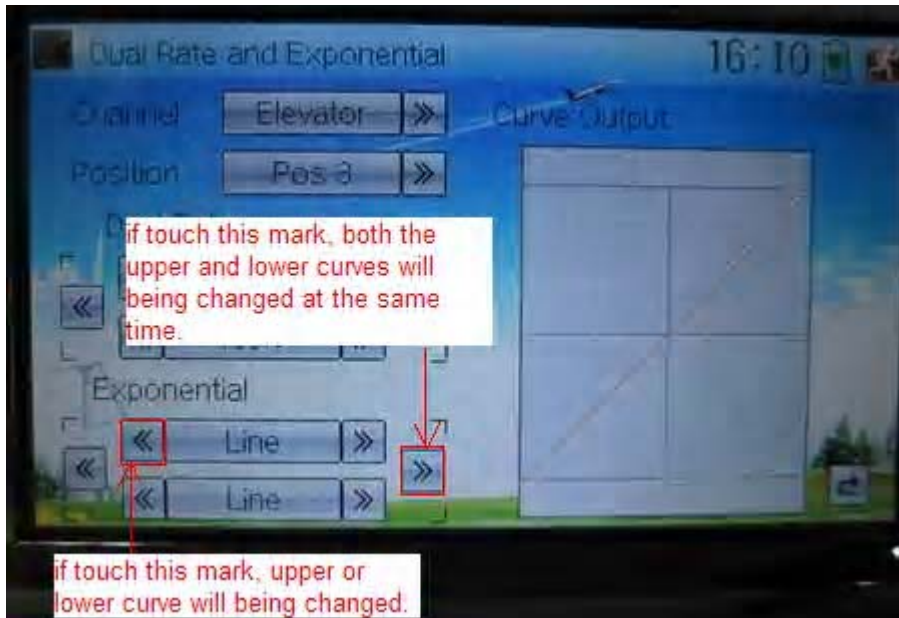 Dual Rate and Exponential
16:10
Channel
Elevator
Curve Output
Position
Pos 3
if touch this mark, both the
upper and lower curves will
being changed at the same
time.
Exponential
Line
Line
if touch this mark, upper or
lower curve will being changed.